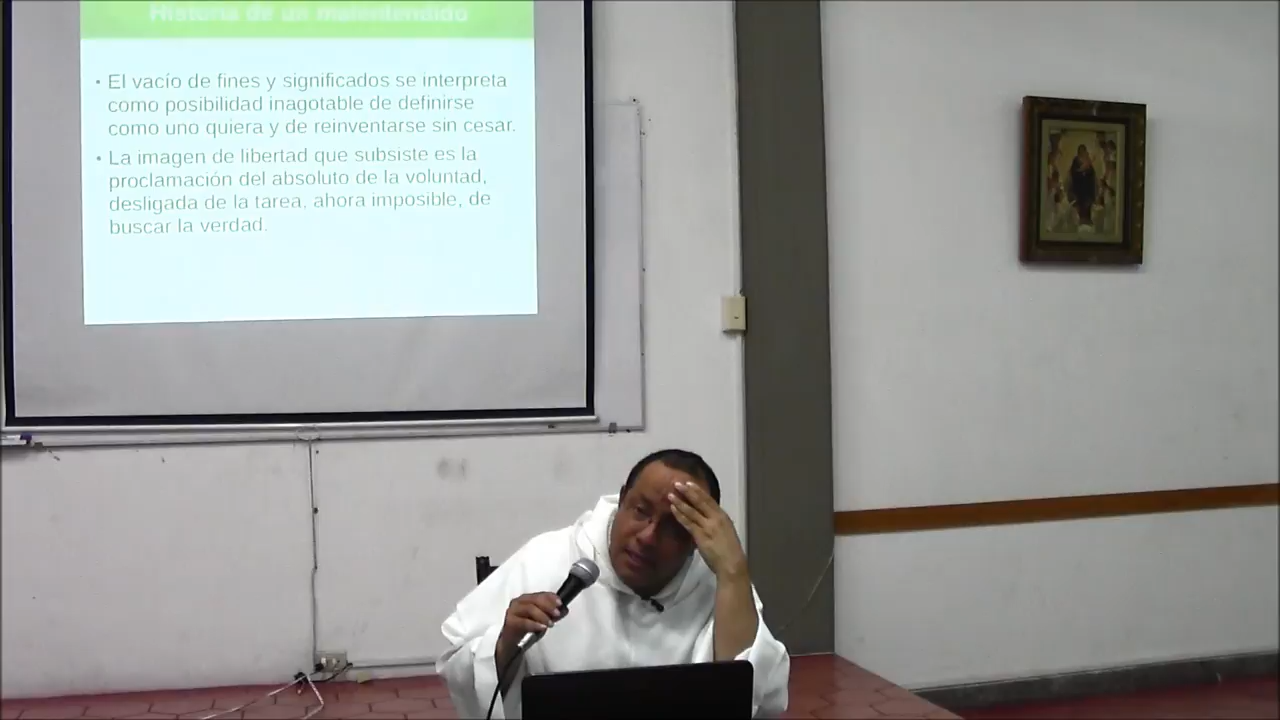 Historia de un malentendido
• El vacío de fines y significados se interpreta
como posibilidad inagotable de definirse
como uno quiera y de reinventarse sin cesar.
• La imagen de libertad que subsiste es la
proclamación del absoluto de la voluntad,
desligada de la tarea, ahora imposible, de
buscar la verdad.